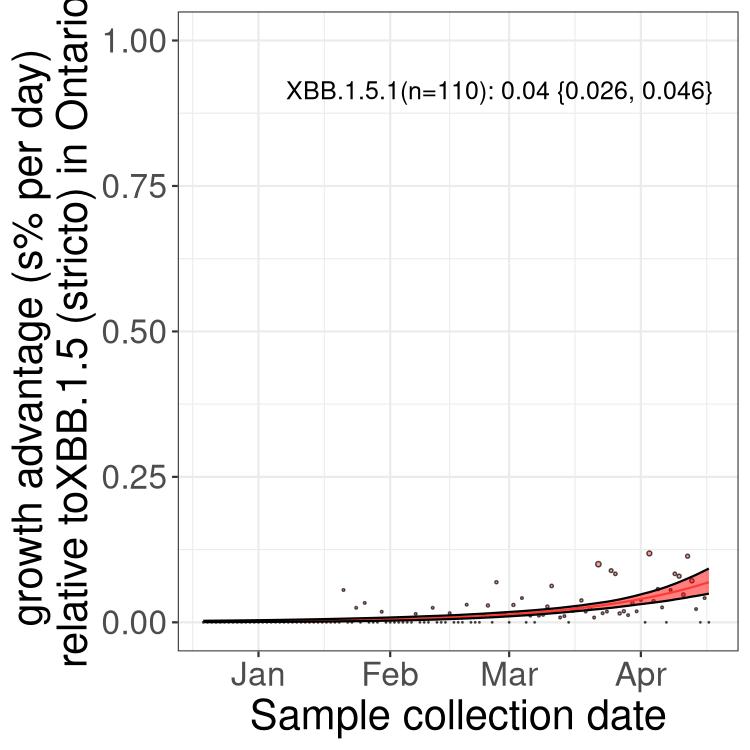 growth advantage (s% per day)
relative toXBB.1.5 (stricto) in Ontario
1.00
0.75
0.50
0.25
0.00
XBB.1.5.1(n=110): 0.04 {0.026, 0.046}
Jan Feb Mar Apr
Sample collection date